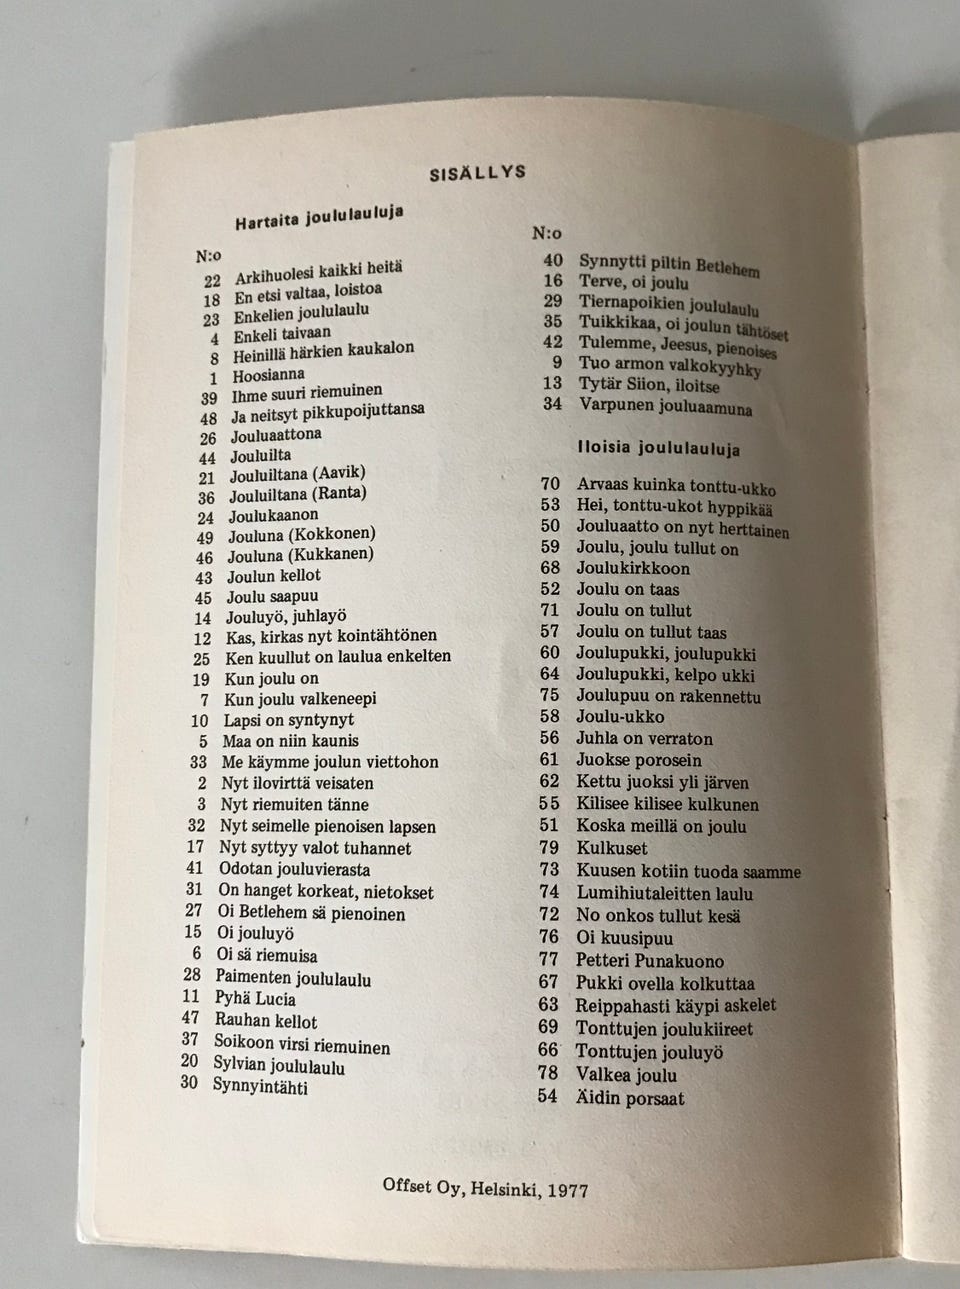 SISÄLLYS
Hartaita joululauluja
N:o
22 Arkihuolesi kaikki heitä
18 En etsi valtaa, loistoa
23 Enkelien joululaulu
4 Enkeli taivaan
8 Heinillä härkien kaukalon
1 Hoosianna
39 Ihme suuri riemuinen
48 Ja neitsyt pikkupoijuttansa
26 Jouluaattona
44 Jouluilta
21 Jouluiltana (Aavik)
36 Jouluiltana (Ranta)
24 Joulukaanon
49 Jouluna (Kokkonen)
46 Jouluna (Kukkanen)
43 Joulun kellot
45 Joulu saapuu
14 Jouluyö, juhlayö
12 Kas, kirkas nyt kointähtönen
25 Ken kuullut on laulua enkelten
19 Kun joulu on
7 Kun joulu valkeneepi
10 Lapsi on syntynyt
5 Maa on niin kaunis
33 Me käymme joulun viettohon
2 Nyt ilovirttä veisaten
3 Nyt riemuiten tänne
32 Nyt seimelle pienoisen lapsen
17 Nyt syttyy valot tuhannet
41 Odotan jouluvierasta
31 On hanget korkeat, nietokset
27 Oi Betlehem sä pienoinen
15 Oi jouluyö
6 Oi sä riemuisa
28 Paimenten joululaulu
11 Pyhä Lucia
47 Rauhan kellot
37 Soikoon virsi riemuinen
20 Sylvian joululaulu
30 Synnyintähti
N:o
40 Synnytti piltin Betlehem
16 Terve, oi joulu
29 Tiernapoikien joululaulu
35 Tuikkikaa, oi joulun tähtöset
42 Tulemme, Jeesus, pienoises
9 Tuo armon valkokyyhky
13 Tytär Siion, iloitse
34 Varpunen jouluaamuna
Iloisia joululauluja
70 Arvaas kuinka tonttu-ukko
53 Hei, tonttu-ukot hyppikää
50 Jouluaatto on nyt herttainen
59 Joulu, joulu tullut on
68 Joulukirkkoon
52 Joulu on taas
71 Joulu on tullut
57 Joulu on tullut taas
60 Joulupukki, joulupukki
64 Joulupukki, kelpo ukki
75 Joulupuu on rakennettu
58 Joulu-ukko
56 Juhla on verraton
61 Juokse porosein
62 Kettu juoksi yli järven
55 Kilisee kilisee kulkunen
51 Koska meillä on joulu
79 Kulkuset
73 Kuusen kotiin tuoda saamme
74 Lumihiutaleitten laulu
72 No onkos tullut kesä
76 Oi kuusipuu
77 Petteri Punakuono
67 Pukki ovella kolkuttaa
63 Reippahasti käypi askelet
69 Tonttujen joulukiireet
66 Tonttujen jouluyö
78 Valkea joulu
54 Äidin porsaat
Offset Oy, Helsinki, 1977